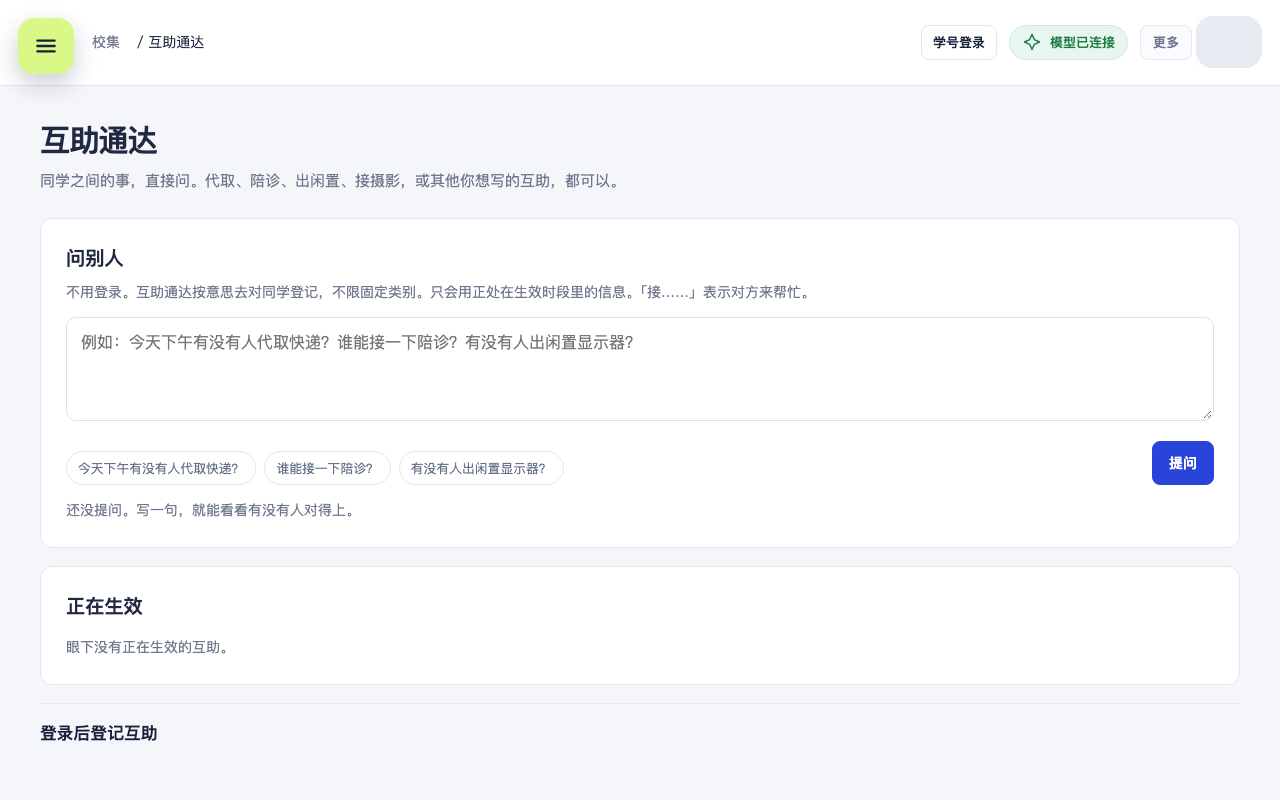 校集 / 互助通达
学号登录
模型已连接
更多
互助通达
同学之间的事，直接问。代取、陪诊、出闲置、接摄影，或其他你想写的互助，都可以。
问别人
不用登录。互助通达按意思去对同学登记，不限固定类别。只会用正处在生效时段里的信息。「接……」表示对方来帮忙。
例如：今天下午有没有人代取快递？谁能接一下陪诊？有没有人出闲置显示器？
今天下午有没有人代取快递？
谁能接一下陪诊？
有没有人出闲置显示器？
提问
还没提问。写一句，就能看看有没有人对得上。
正在生效
眼下没有正在生效的互助。
登录后登记互助